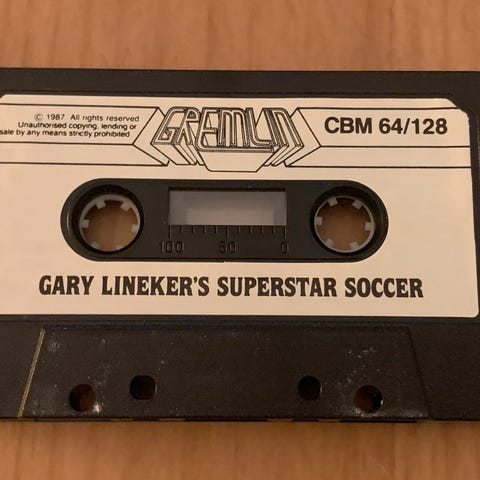 © 1987 All rights reserved
Unauthorised copying, lending or
sale by any means strictly prohibited
GREMLIN
CBM 64/128
100 50 0
GARY LINEKER'S SUPERSTAR SOCCER